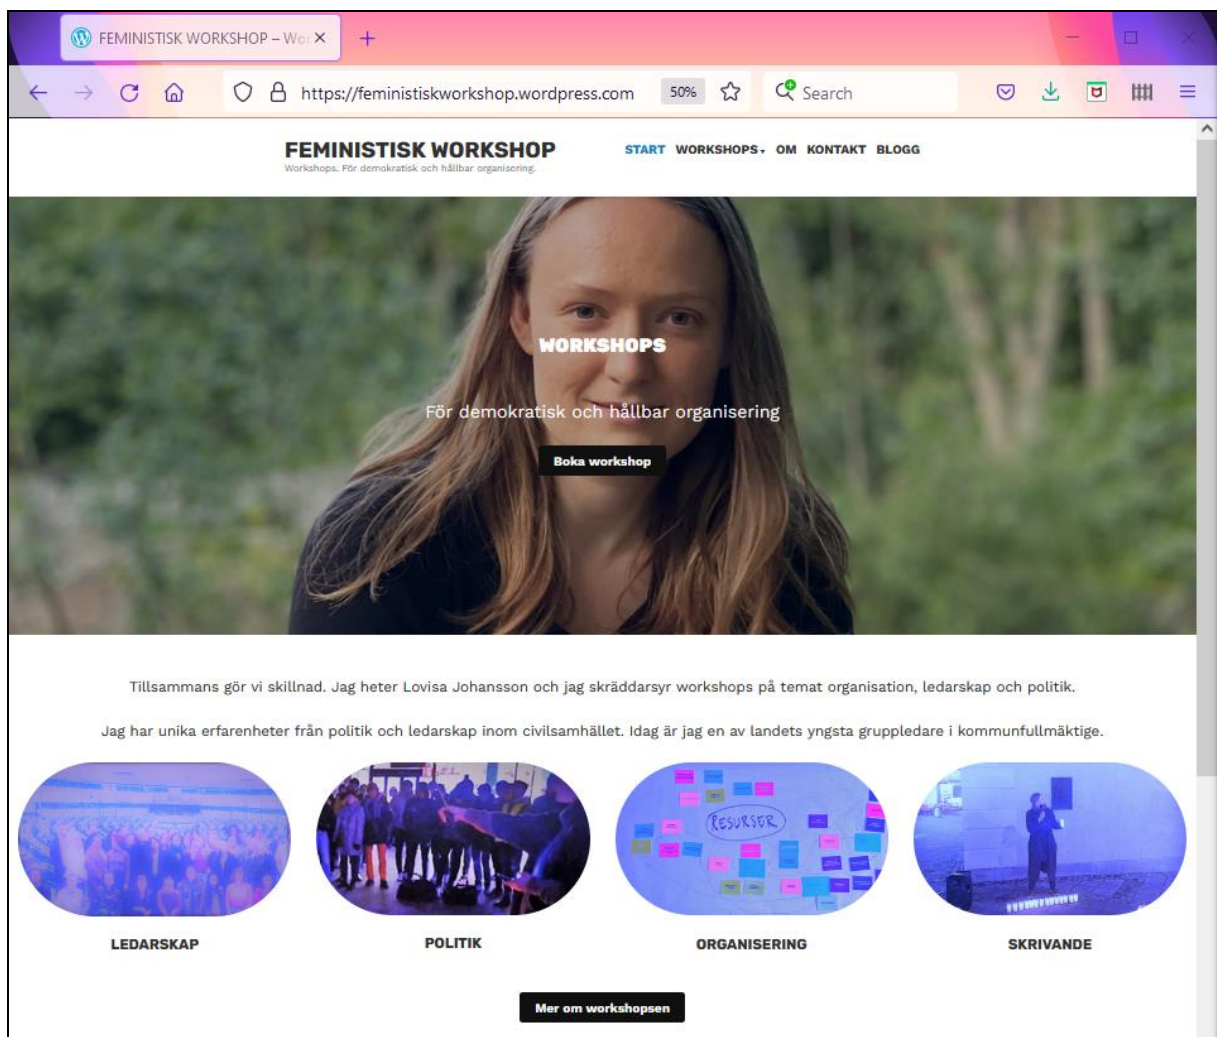 FEMINISTISK WORKSHOP – Wo
https://feministiskworkshop.wordpress.com
50%
Search
FEMINISTISK WORKSHOP
Workshops. För demokratisk och hållbar organisering.
START WORKSHOPS OM KONTAKT BLOGG
WORKSHOPS
För demokratisk och hållbar organisering
Boka workshop
Tillsammans gör vi skillnad. Jag heter Lovisa Johansson och jag skräddarsyr workshops på temat organisation, ledarskap och politik.
Jag har unika erfarenheter från politik och ledarskap inom civilsamhället. Idag är jag en av landets yngsta gruppledare i kommunfullmäktige.
RESURSER
LEDARSKAP
POLITIK
ORGANISERING
SKRIVANDE
Mer om workshopsen